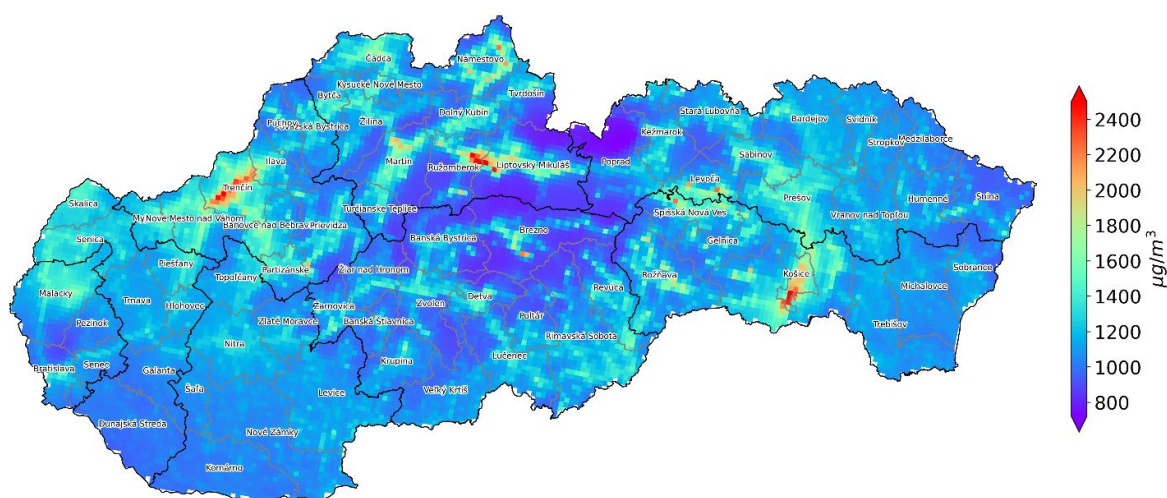 Čadca
Námestovo
Kysucké Nové Mesto
Bytča
Tvrdošín
Dolný Kubín
Stará Ľubovňa
Bardejov
Svidník
Púchov
Považská Bystrica
Žilina
Kežmarok
Stropkov
Medzilaborce
Ilava
Martin
Ružomberok
Liptovský Mikuláš
Poprad
Sabinov
Levoča
Trenčín
Prešov
Humenné
Snina
Skalica
Turčianske Teplice
Spišská Nová Ves
Vranov nad Topľou
Nové Mesto nad Váhom
Bánovce nad Bebravou
Prievidza
Senica
Banská Bystrica
Brezno
Gelnica
Piešťany
Topoľčany
Partizánske
Žiar nad Hronom
Rožňava
Košice
Sobrance
Malacky
Trnava
Hlohovec
Žarnovica
Zvolen
Detva
Revúca
Michalovce
Pezinok
Zlaté Moravce
Banská Štiavnica
Poltár
Trebišov
Nitra
Rimavská Sobota
Bratislava
Senec
Galanta
Krupina
Lučenec
Šaľa
Levice
Veľký Krtíš
Dunajská Streda
Nové Zámky
Komárno
2400
2200
2000
1800
1600
1400
1200
1000
800
μg/m³